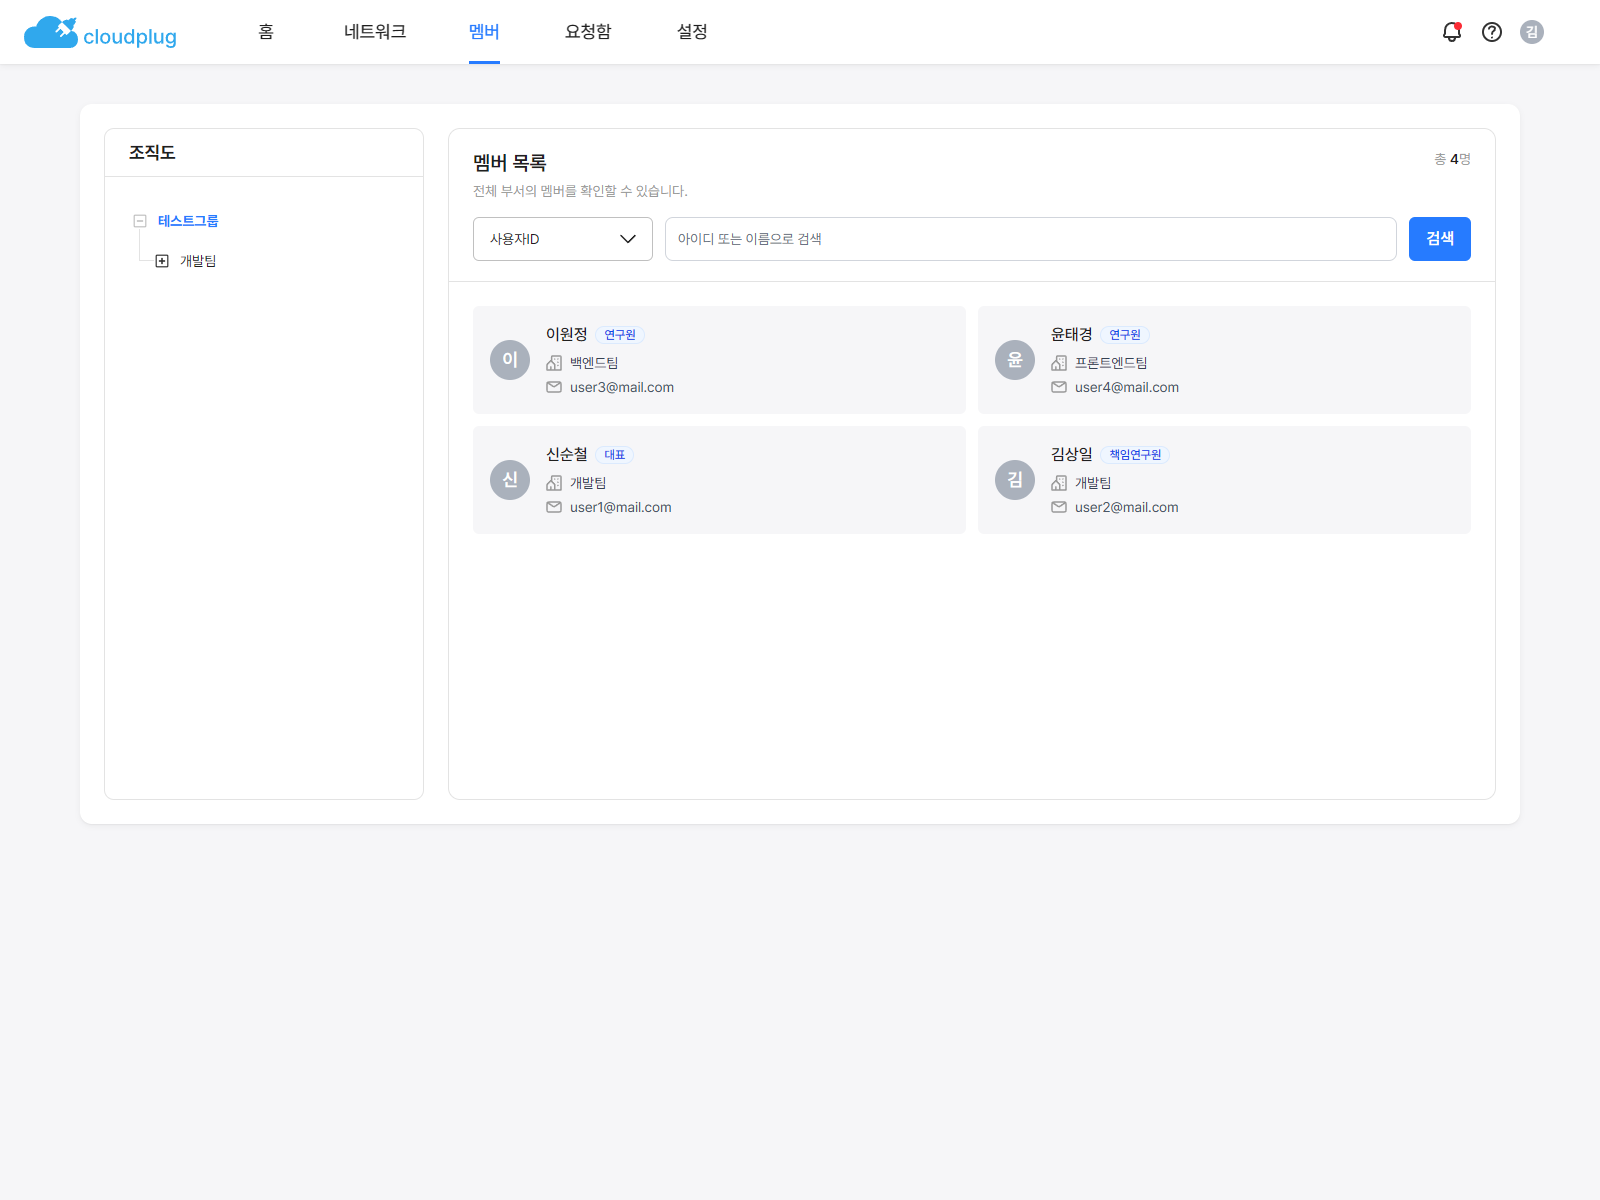 cloudplug 홈 네트워크 멤버 요청함 설정 김
조직도
테스트그룹
개발팀
멤버 목록
총 4명
전체 부서의 멤버를 확인할 수 있습니다.
사용자ID 아이디 또는 이름으로 검색 검색
이
이원정 연구원
백엔드팀
user3@mail.com
윤
윤태경 연구원
프론트엔드팀
user4@mail.com
신
신순철 대표
개발팀
user1@mail.com
김
김상일 책임연구원
개발팀
user2@mail.com